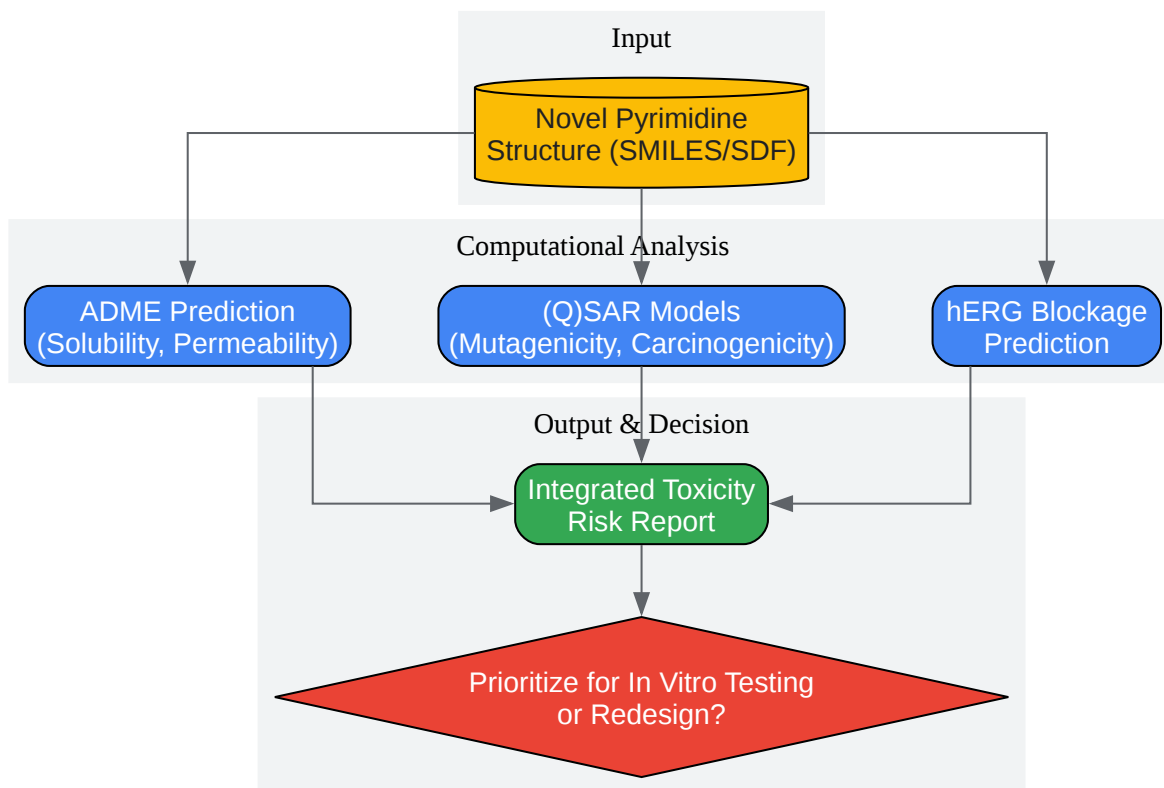 Input
Novel Pyrimidine
Structure (SMILES/SDF)
Computational Analysis
ADME Prediction
(Solubility, Permeability)
(Q)SAR Models
(Mutagenicity, Carcinogenicity)
hERG Blockage
Prediction
Output & Decision
Integrated Toxicity
Risk Report
Prioritize for In Vitro Testing
or Redesign?